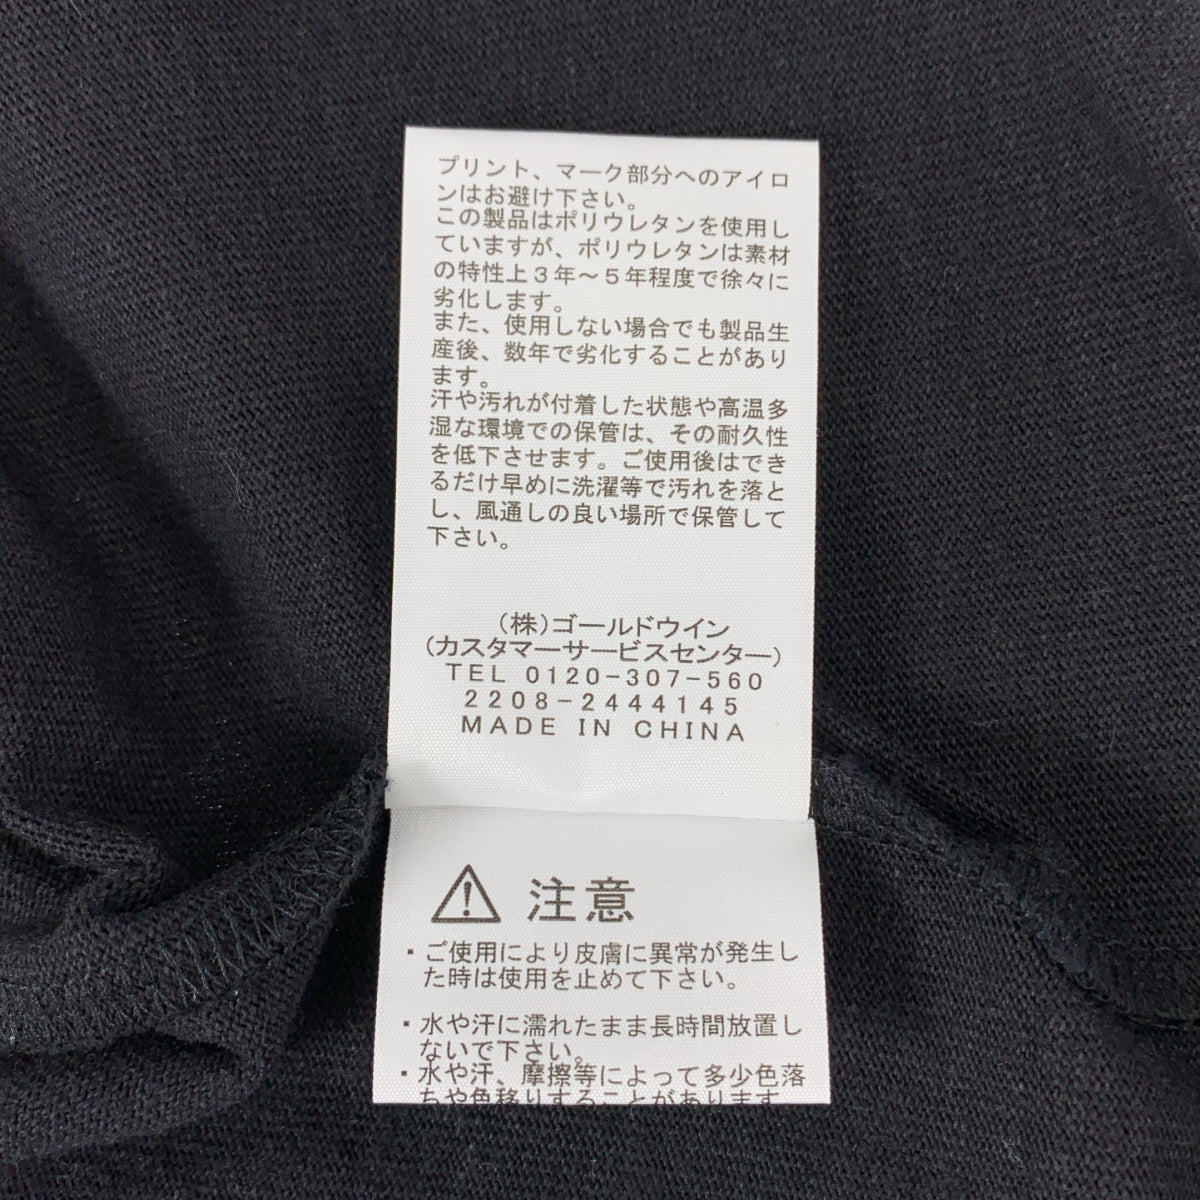 プリント、マーク部分へのアイロ
ンはお避け下さい。
この製品はポリウレタンを使用し
ていますが、ポリウレタンは素材
の特性上3年～5年程度で徐々に
劣化します。
また、使用しない場合でも製品生
産後、数年で劣化することがあり
ます。
汗や汚れが付着した状態や高温多
湿な環境での保管は、その耐久性
を低下させます。ご使用後はでき
るだけ早めに洗濯等で汚れを落と
し、風通しの良い場所で保管して
下さい。
(株)ゴールドウイン
(カスタマーサービスセンター)
TEL 0120-307-560
2208-2444145
MADE IN CHINA
注意
・ご使用により皮膚に異常が発生し
た時は使用を止めて下さい。
・水や汗に濡れたまま長時間放置し
ないで下さい。
・水や汗、摩擦等によって多少色落
ちや色移りすることがあります。